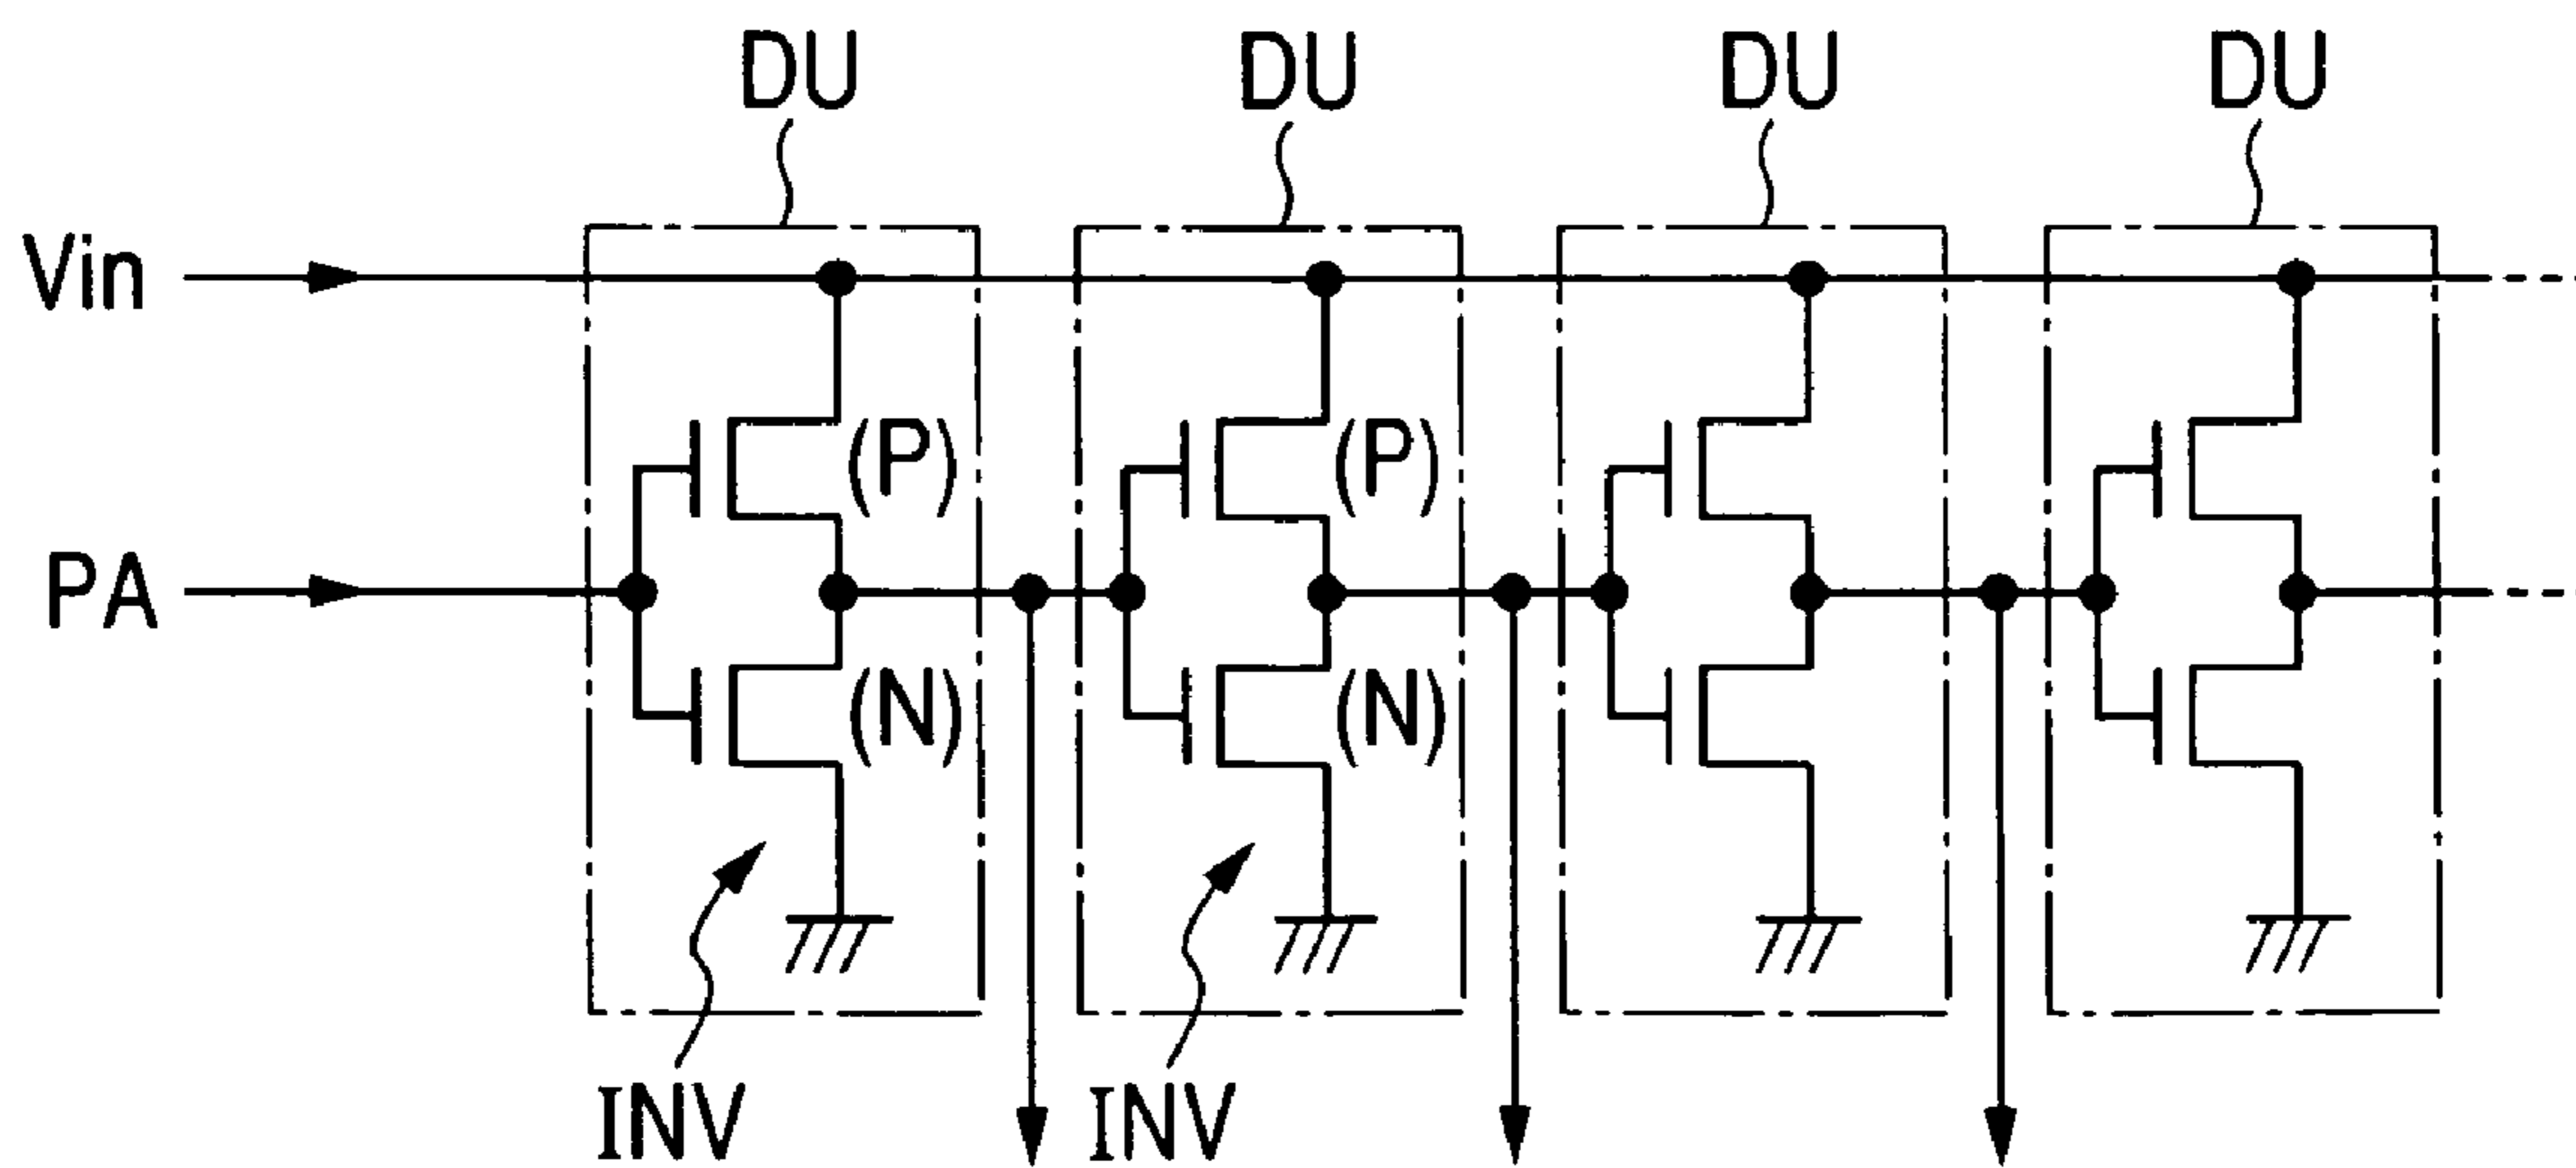 DU DU DU DU
Vin
(P) (P)
PA
(N) (N)
INV INV